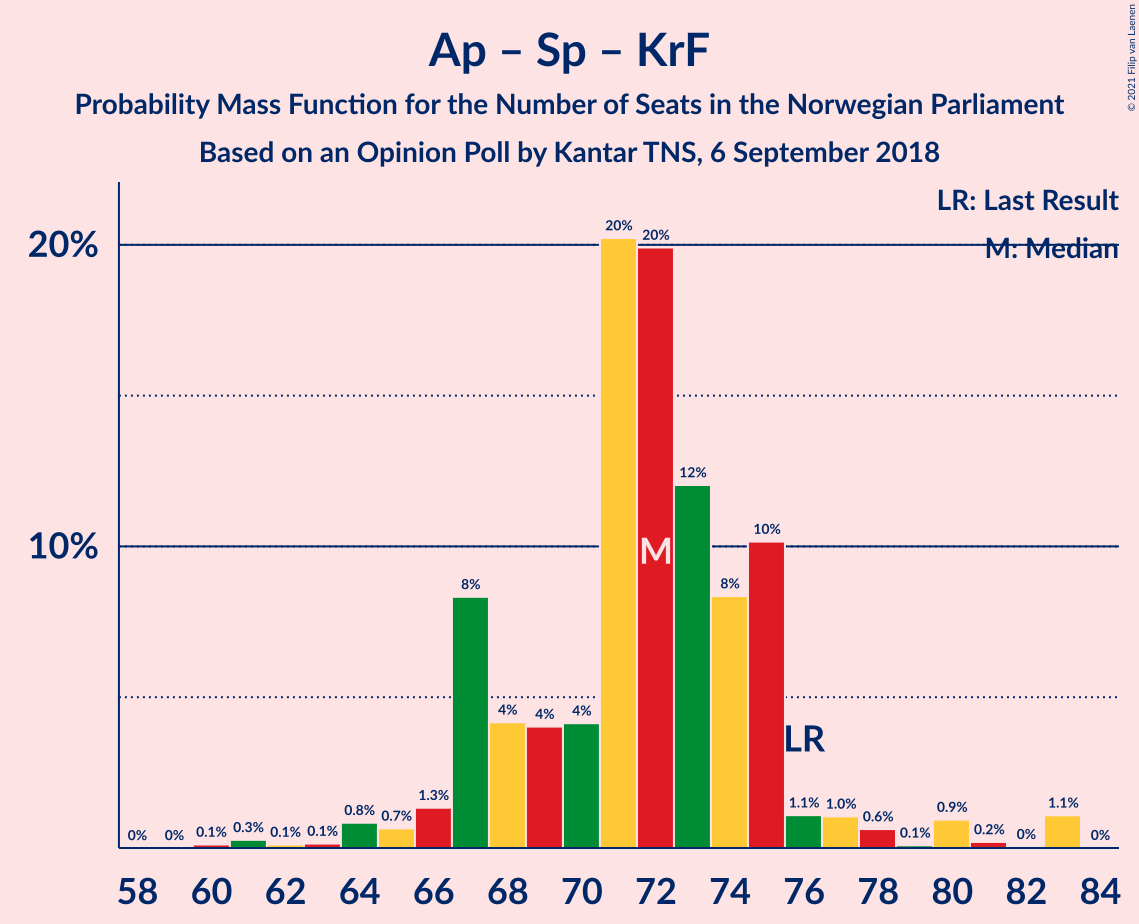 Ap – Sp – KrF
Probability Mass Function for the Number of Seats in the Norwegian Parliament
Based on an Opinion Poll by Kantar TNS, 6 September 2018
© 2021 Filip van Laenen
LR: Last Result
M: Median
20%
10%
0% 0% 0.1% 0.3% 0.1% 0.1% 0.8% 0.7% 1.3% 8% 4% 4% 4% 20% 20% 12% 8% 10% 1.1% 1.0% 0.6% 0.1% 0.9% 0.2% 0% 1.1% 0%
M
LR
58 60 62 64 66 68 70 72 74 76 78 80 82 84